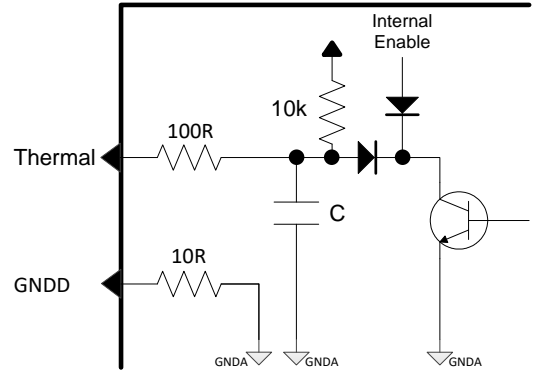 Internal
Enable
10k
100R
Thermal
C
10R
GNDD
GNDA GNDA GNDA